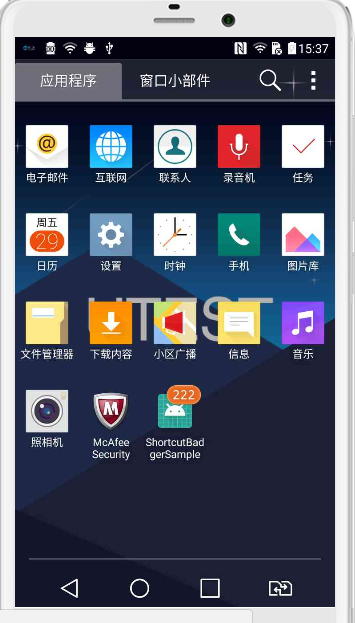 15:37
应用程序 窗口小部件
电子邮件 互联网 联系人 录音机 任务
周五
29
日历 设置 时钟 手机 图片库
UTEST
文件管理器 下载内容 小区广播 信息 音乐
222
照相机 McAfee Security ShortcutBad
gerSample